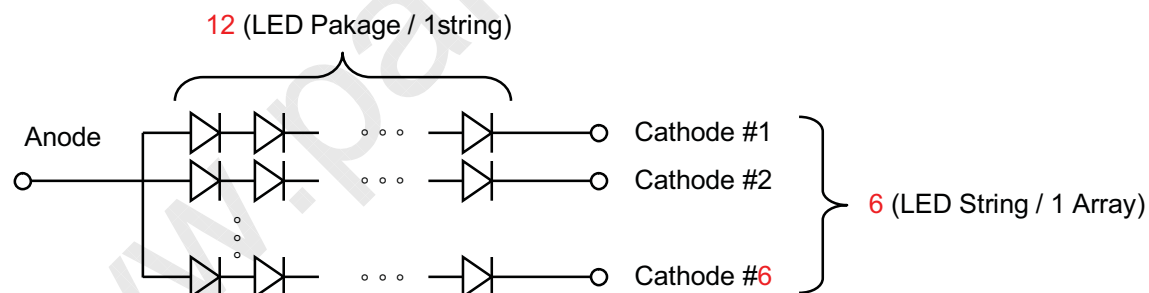 12 (LED Pakage / 1string)
Anode
Cathode #1
Cathode #2
6 (LED String / 1 Array)
Cathode #6